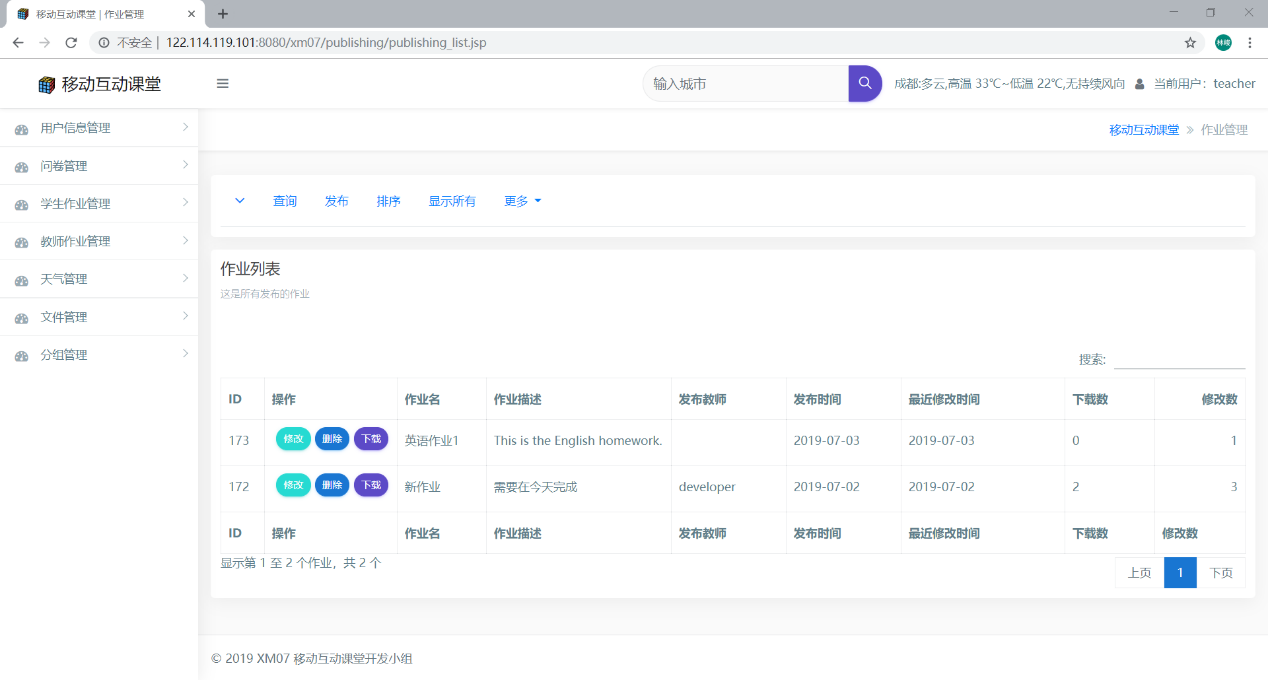 移动互动课堂 | 作业管理
不安全 | 122.114.119.101:8080/xm07/publishing/publishing_list.jsp
林峻
移动互动课堂
输入城市
成都:多云,高温 33℃~低温 22℃,无持续风向
当前用户：teacher
用户信息管理
问卷管理
学生作业管理
教师作业管理
天气管理
文件管理
分组管理
移动互动课堂 » 作业管理
查询 发布 排序 显示所有 更多
作业列表
这是所有发布的作业
搜索:
ID 操作 作业名 作业描述 发布教师 发布时间 最近修改时间 下载数 修改数
173 修改 删除 下载 英语作业1 This is the English homework. 2019-07-03 2019-07-03 0 1
172 修改 删除 下载 新作业 需要在今天完成 developer 2019-07-02 2019-07-02 2 3
ID 操作 作业名 作业描述 发布教师 发布时间 最近修改时间 下载数 修改数
显示第 1 至 2 个作业，共 2 个
上页 1 下页
© 2019 XM07 移动互动课堂开发小组